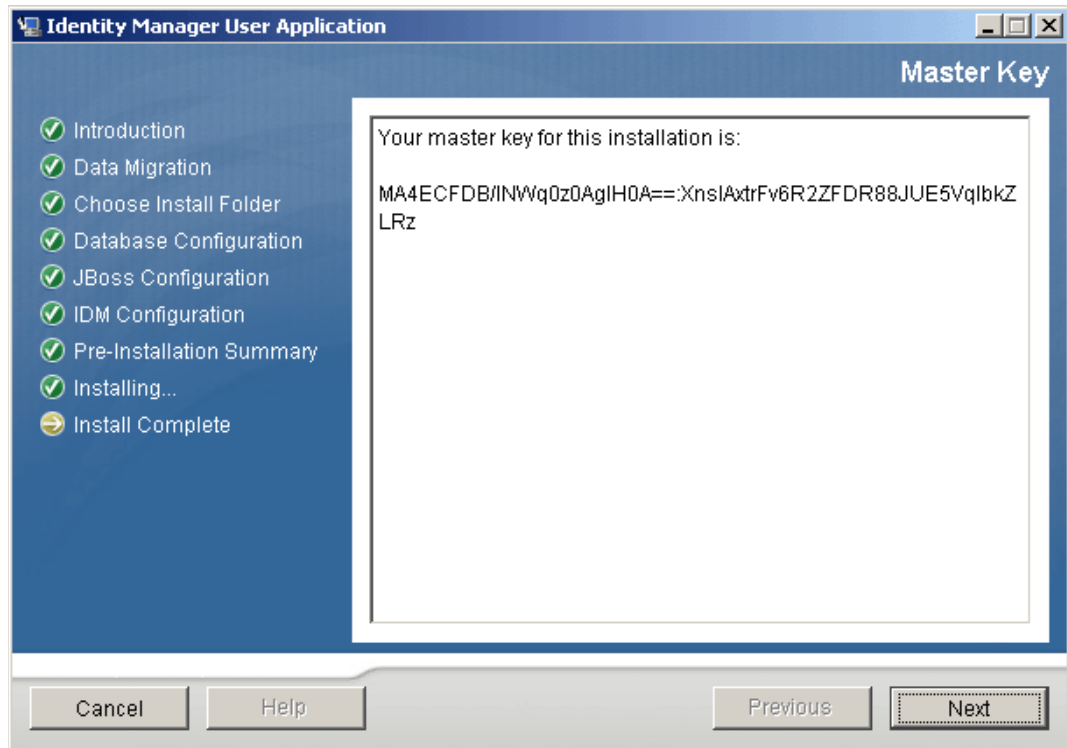 Identity Manager User Application
Master Key
Introduction
Data Migration
Choose Install Folder
Database Configuration
JBoss Configuration
IDM Configuration
Pre-Installation Summary
Installing...
Install Complete
Your master key for this installation is:
MA4ECFDB/lNWq0z0AgIH0A==:XnslAxtrFv6R2ZFDR88JUE5VqlbkZ
LRz
Cancel
Help
Previous
Next